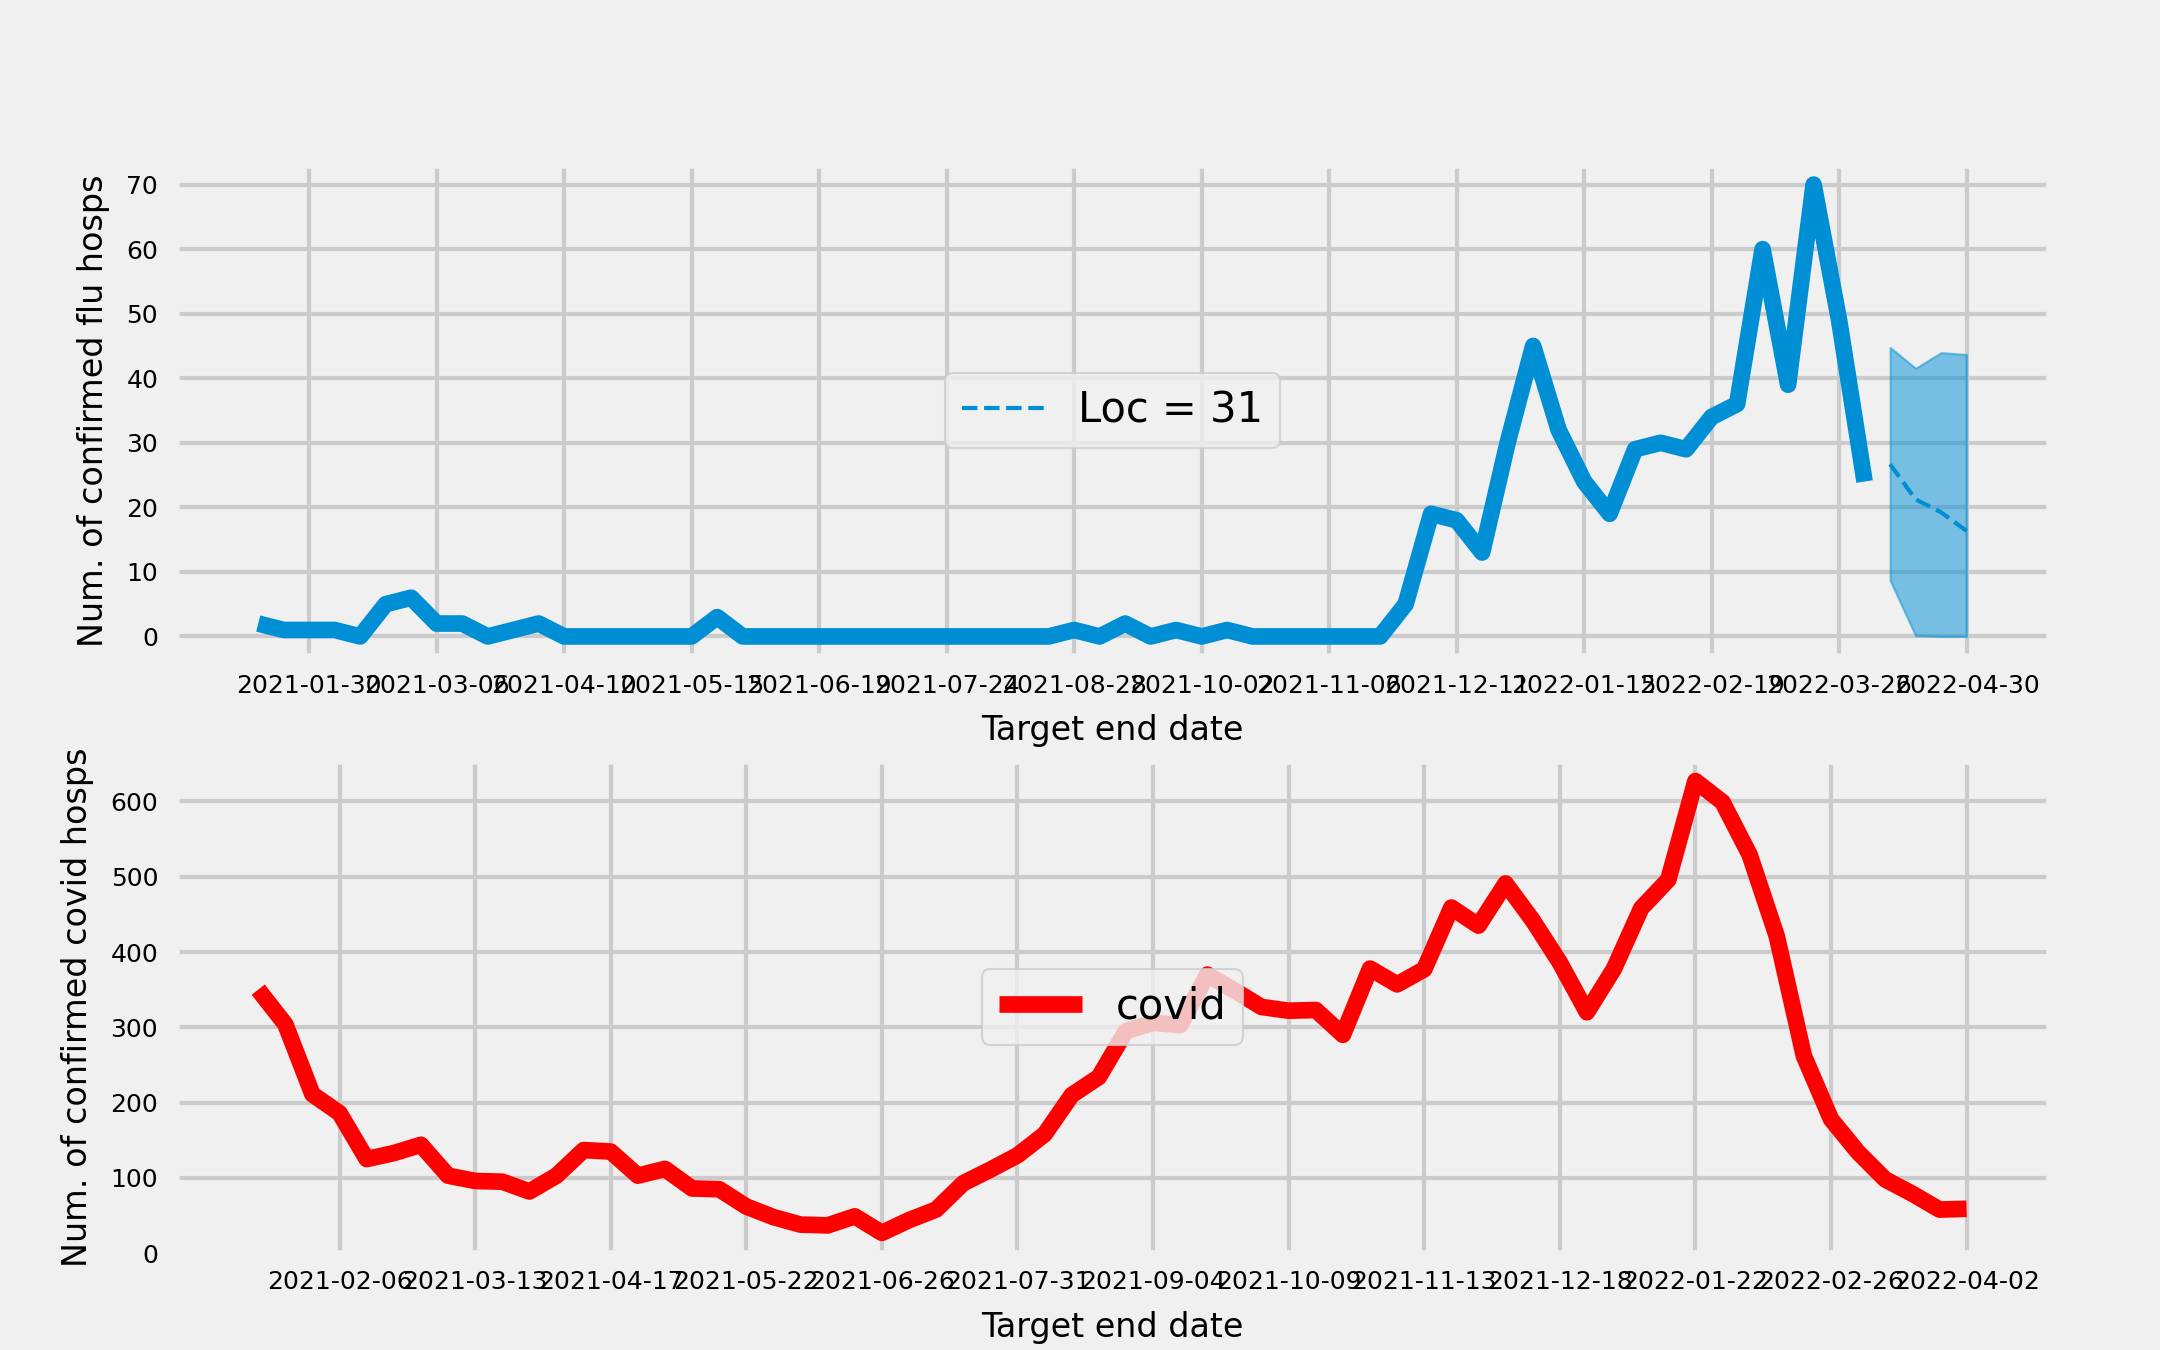 Num. of confirmed flu hosps
70
60
50
40
30
20
10
0
Loc = 31
2021-01-30 2021-03-06 2021-04-10 2021-05-15 2021-06-19 2021-07-24 2021-08-28 2021-10-02 2021-11-06 2021-12-11 2022-01-15 2022-02-19 2022-03-26 2022-04-30
Target end date
Num. of confirmed covid hosps
600
500
400
300
200
100
0
covid
2021-02-06 2021-03-13 2021-04-17 2021-05-22 2021-06-26 2021-07-31 2021-09-04 2021-10-09 2021-11-13 2021-12-18 2022-01-22 2022-02-26 2022-04-02
Target end date